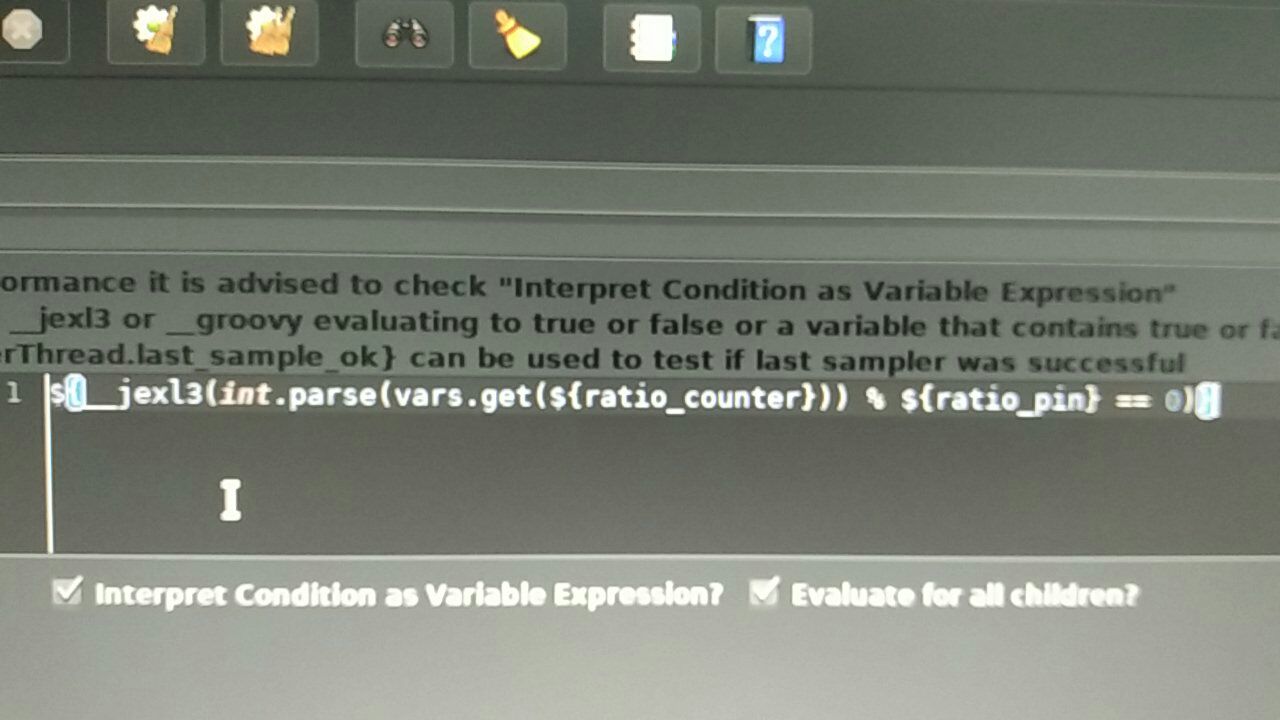 ormance it is advised to check "Interpret Condition as Variable Expression"
__jexl3 or __groovy evaluating to true or false or a variable that contains true or fa
erThread.last_sample_ok} can be used to test if last sampler was successful
1 ${__jexl3(int.parse(vars.get(${ratio_counter})) % ${ratio_pin} == 0)}
Interpret Condition as Variable Expression? Evaluate for all children?